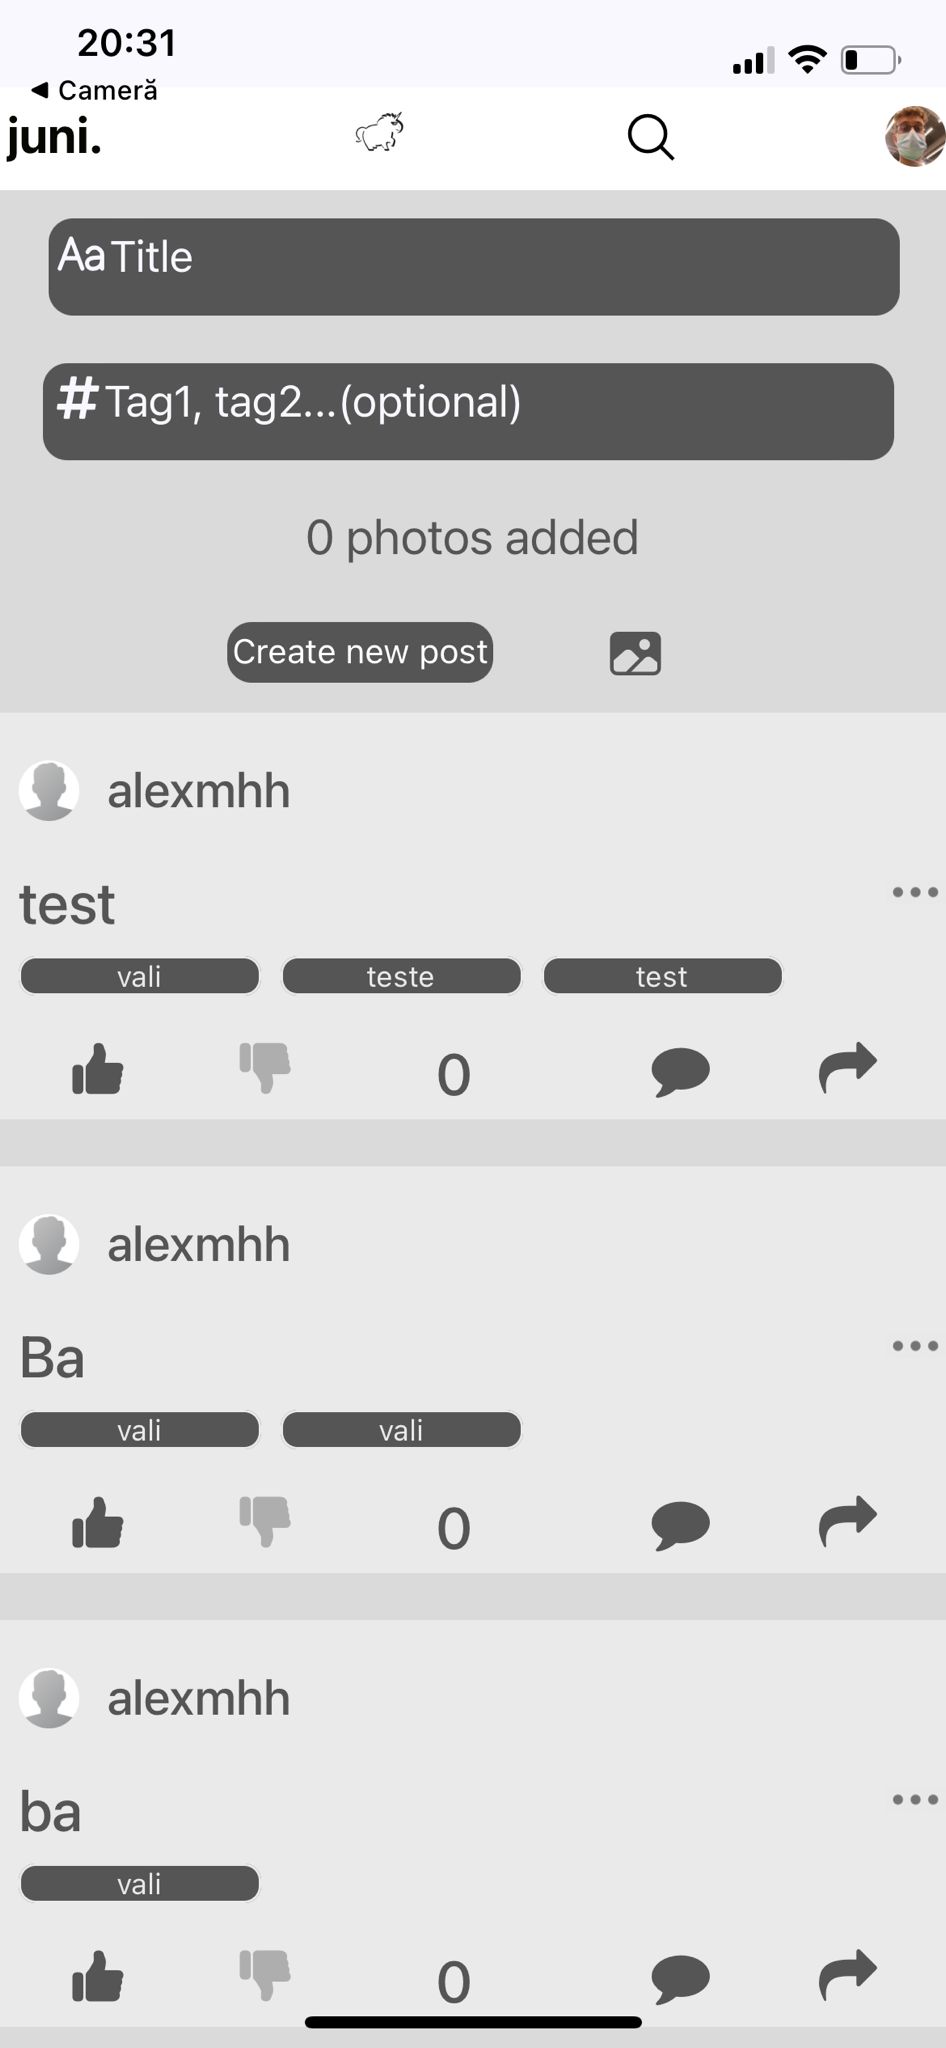 20:31
◀ Cameră
juni.
Aa Title
# Tag1, tag2...(optional)
0 photos added
Create new post
alexmhh
test
vali teste test
0
alexmhh
Ba
vali vali
0
alexmhh
ba
vali
0